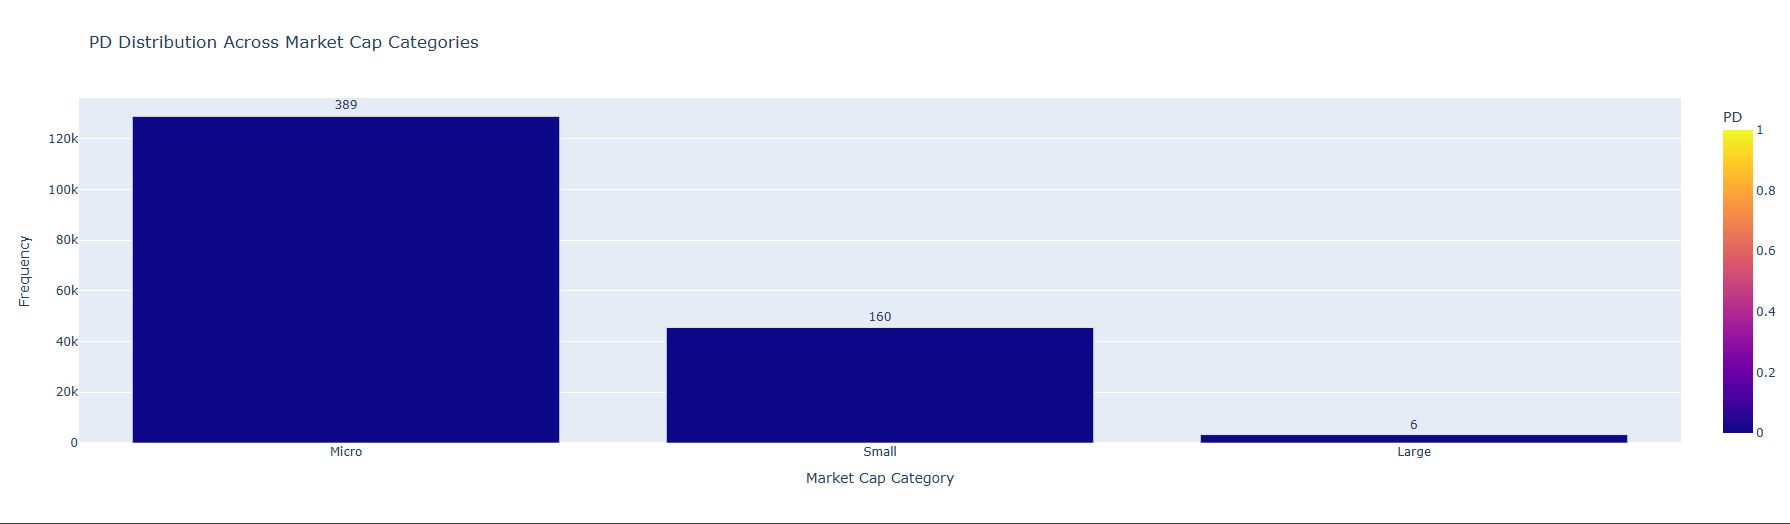 PD Distribution Across Market Cap Categories
389
160
6
120k
100k
80k
60k
40k
20k
0
Frequency
Micro
Small
Large
Market Cap Category
PD
1
0.8
0.6
0.4
0.2
0